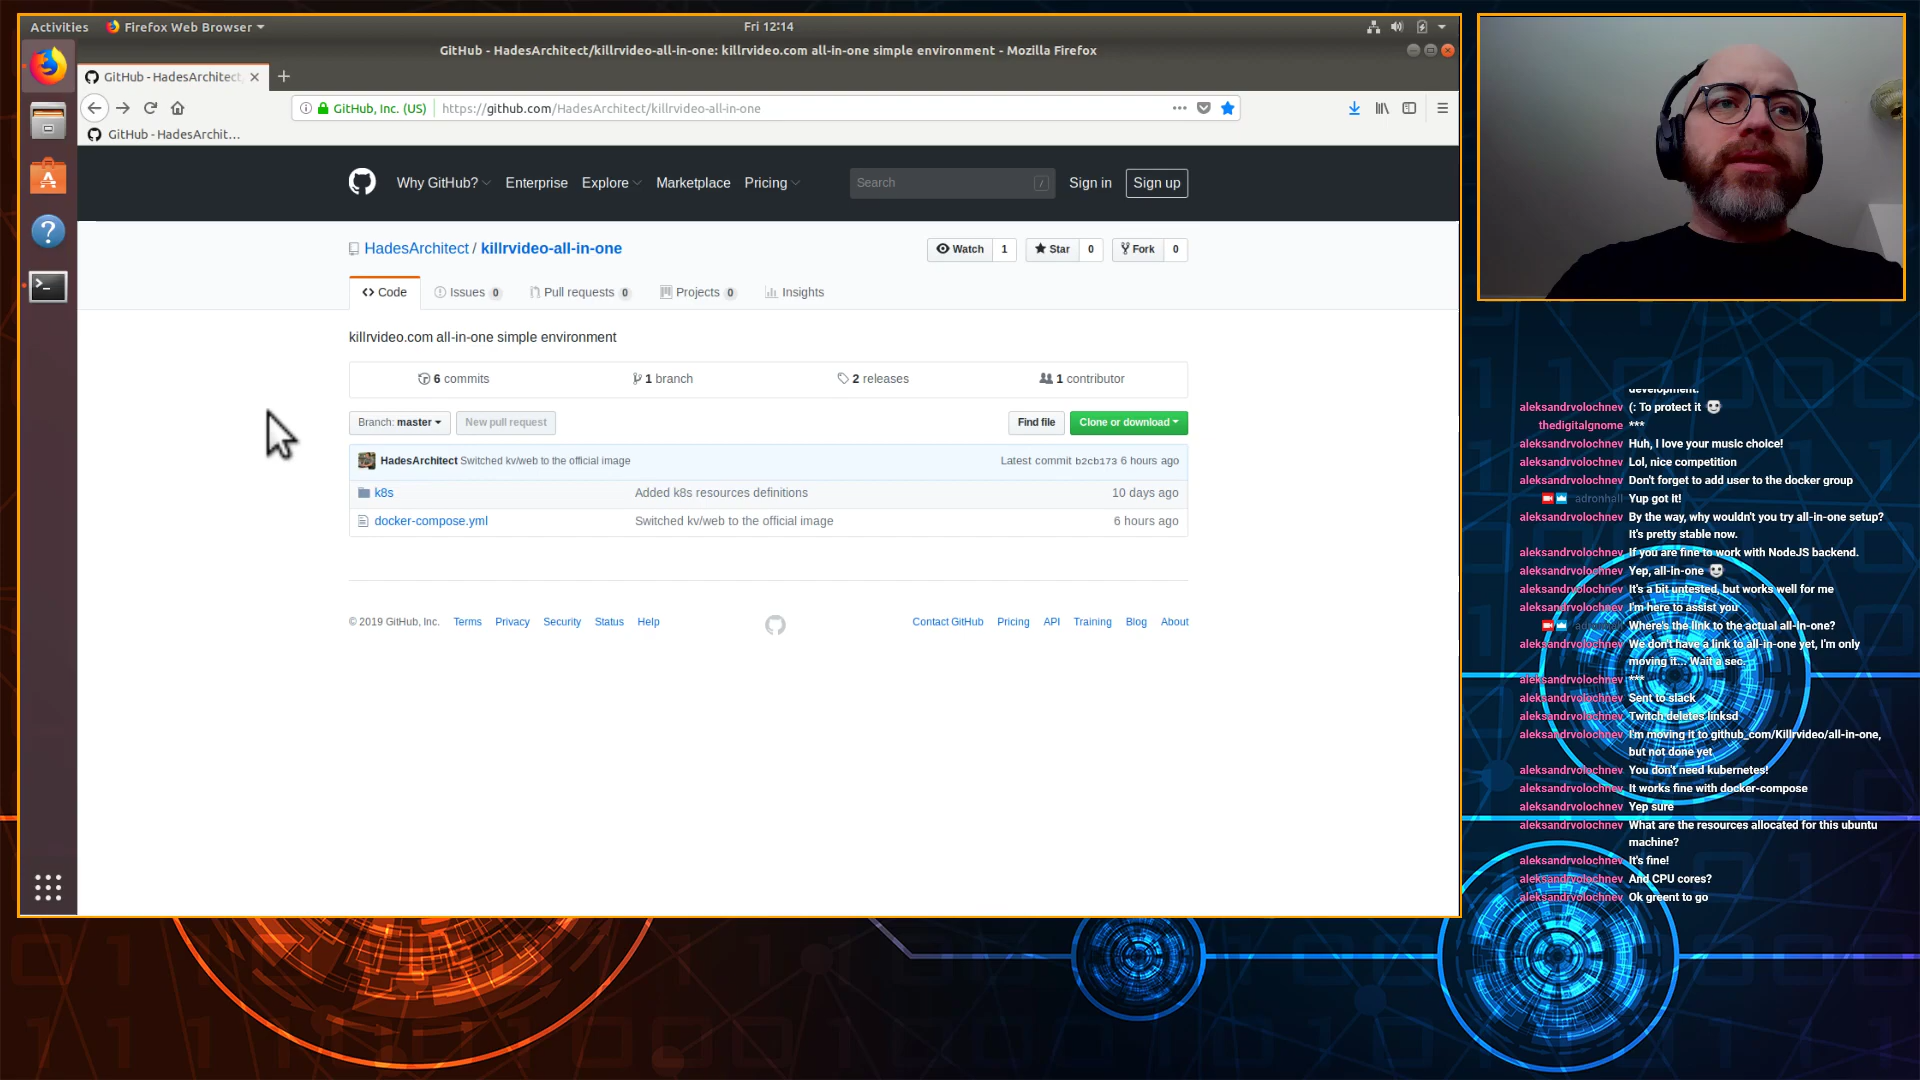 Activities
Firefox Web Browser
Fri 12:14
GitHub - HadesArchitect/killrvideo-all-in-one: killrvideo.com all-in-one simple environment - Mozilla Firefox
GitHub - HadesArchitect
GitHub, Inc. (US)
https://github.com/HadesArchitect/killrvideo-all-in-one
GitHub - HadesArchit...
Why GitHub?
Enterprise
Explore
Marketplace
Pricing
Search
/
Sign in
Sign up
HadesArchitect / killrvideo-all-in-one
Watch 1
Star 0
Fork 0
Code
Issues 0
Pull requests 0
Projects 0
Insights
killrvideo.com all-in-one simple environment
6 commits
1 branch
2 releases
1 contributor
Branch: master
New pull request
Find file
Clone or download
HadesArchitect Switched kv/web to the official image
Latest commit b2cb173 6 hours ago
k8s
Added k8s resources definitions
10 days ago
docker-compose.yml
Switched kv/web to the official image
6 hours ago
© 2019 GitHub, Inc.
Terms
Privacy
Security
Status
Help
Contact GitHub
Pricing
API
Training
Blog
About
development.
aleksandrvolochnev (: To protect it
thedigitalgnome ***
aleksandrvolochnev Huh, I love your music choice!
aleksandrvolochnev Lol, nice competition
aleksandrvolochnev Don't forget to add user to the docker group
adronhall Yup got it!
aleksandrvolochnev By the way, why wouldn't you try all-in-one setup?
It's pretty stable now.
aleksandrvolochnev If you are fine to work with NodeJS backend.
aleksandrvolochnev Yep, all-in-one
aleksandrvolochnev It's a bit untested, but works well for me
aleksandrvolochnev I'm here to assist you
adronhall Where's the link to the actual all-in-one?
aleksandrvolochnev We don't have a link to all-in-one yet, I'm only
moving it... Wait a sec.
aleksandrvolochnev ***
aleksandrvolochnev Sent to slack
aleksandrvolochnev Twitch deletes linksd
aleksandrvolochnev I'm moving it to github_com/Killrvideo/all-in-one,
but not done yet
aleksandrvolochnev You don't need kubernetes!
aleksandrvolochnev It works fine with docker-compose
aleksandrvolochnev Yep sure
aleksandrvolochnev What are the resources allocated for this ubuntu
machine?
aleksandrvolochnev It's fine!
aleksandrvolochnev And CPU cores?
aleksandrvolochnev Ok greent to go